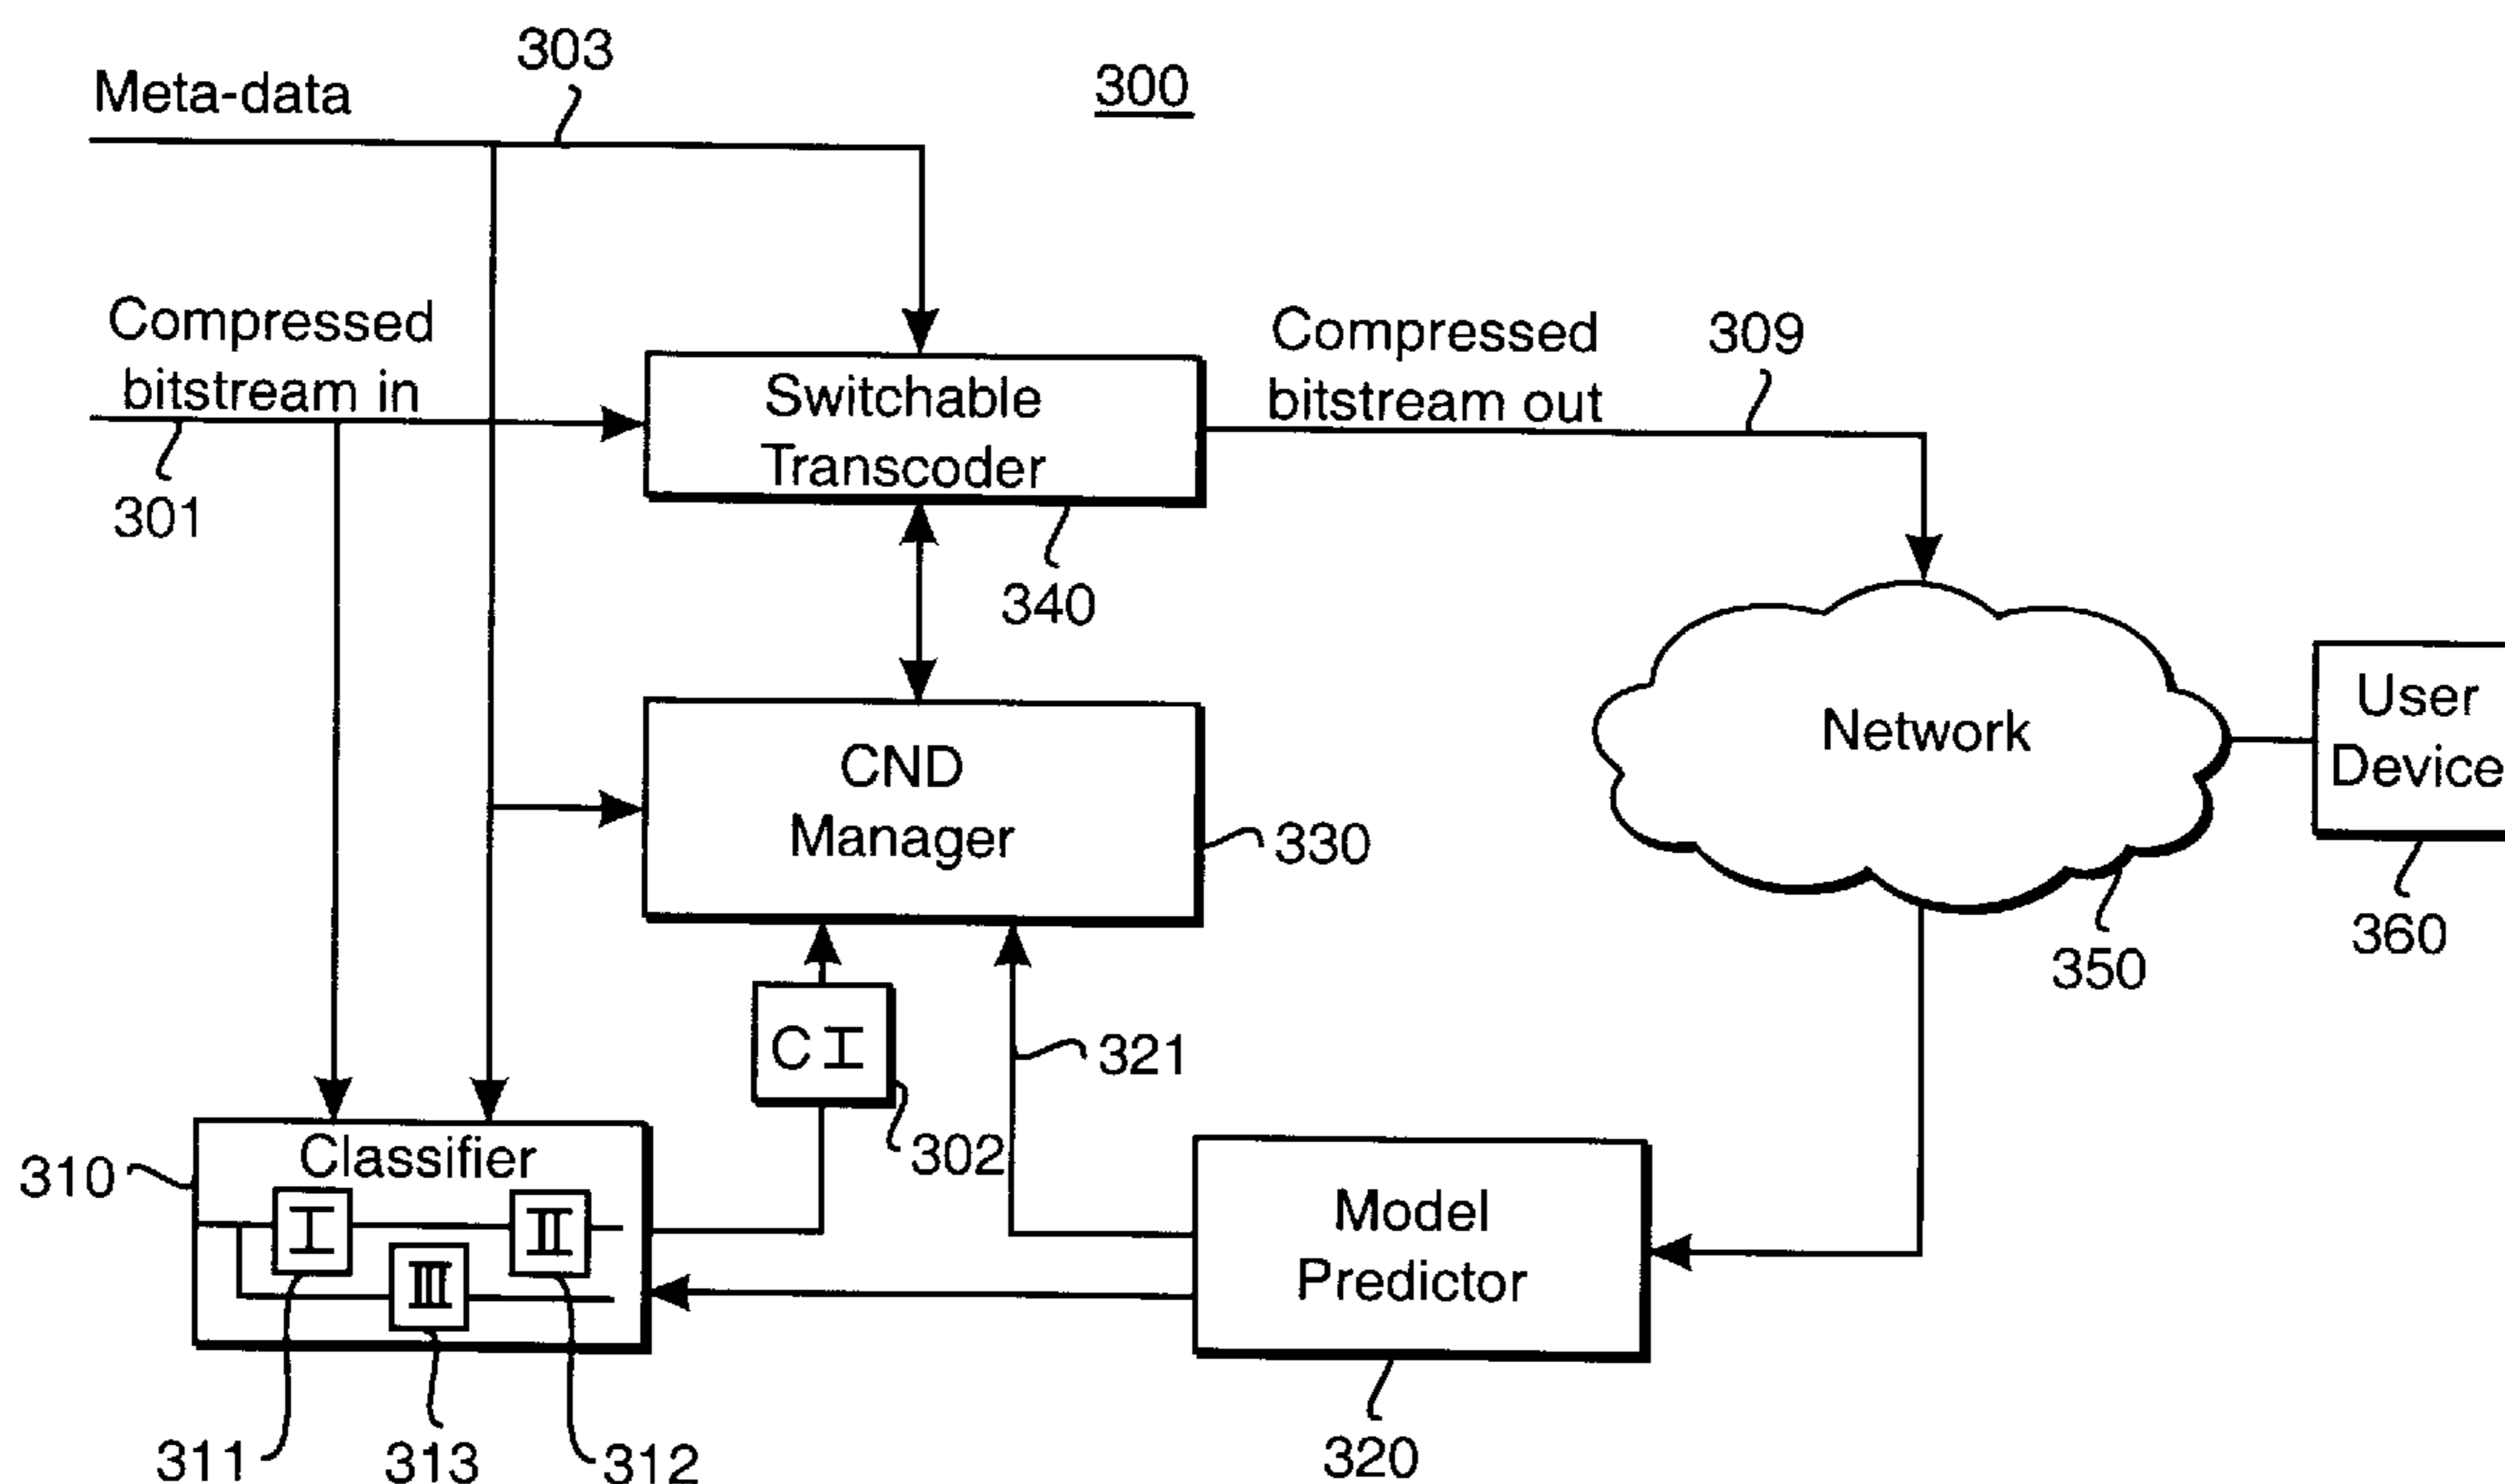 303
Meta-data
300
Compressed
bitstream in
301
Switchable
Transcoder
340
Compressed
bitstream out
309
CND
Manager
330
Network
350
User
Device
360
CI
302
321
Classifier
310
I
II
III
311
313
312
Model
Predictor
320